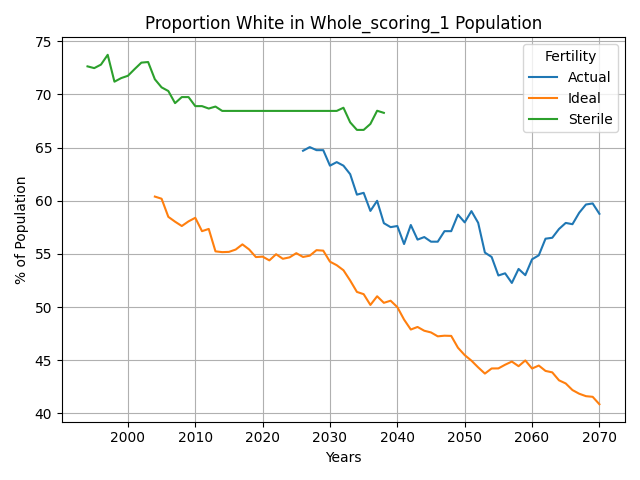 Proportion White in Whole_scoring_1 Population
% of Population
75
70
65
60
55
50
45
40
Fertility
Actual
Ideal
Sterile
2000 2010 2020 2030 2040 2050 2060 2070
Years